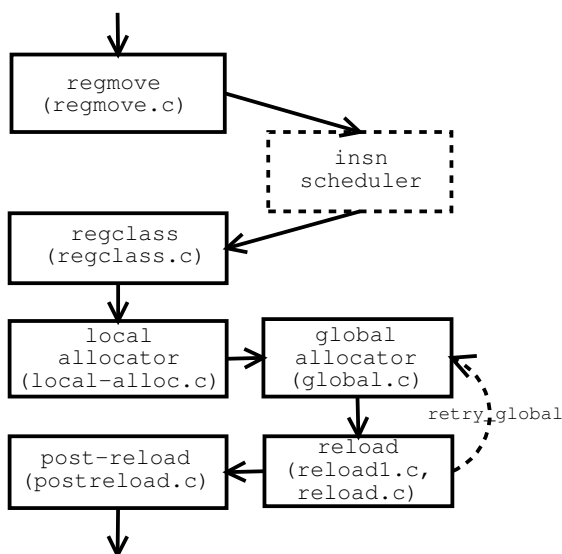 regmove
(regmove.c)
insn
scheduler
regclass
(regclass.c)
local
allocator
(local-alloc.c)
global
allocator
(global.c)
retry_global
reload
(reload1.c,
reload.c)
post-reload
(postreload.c)